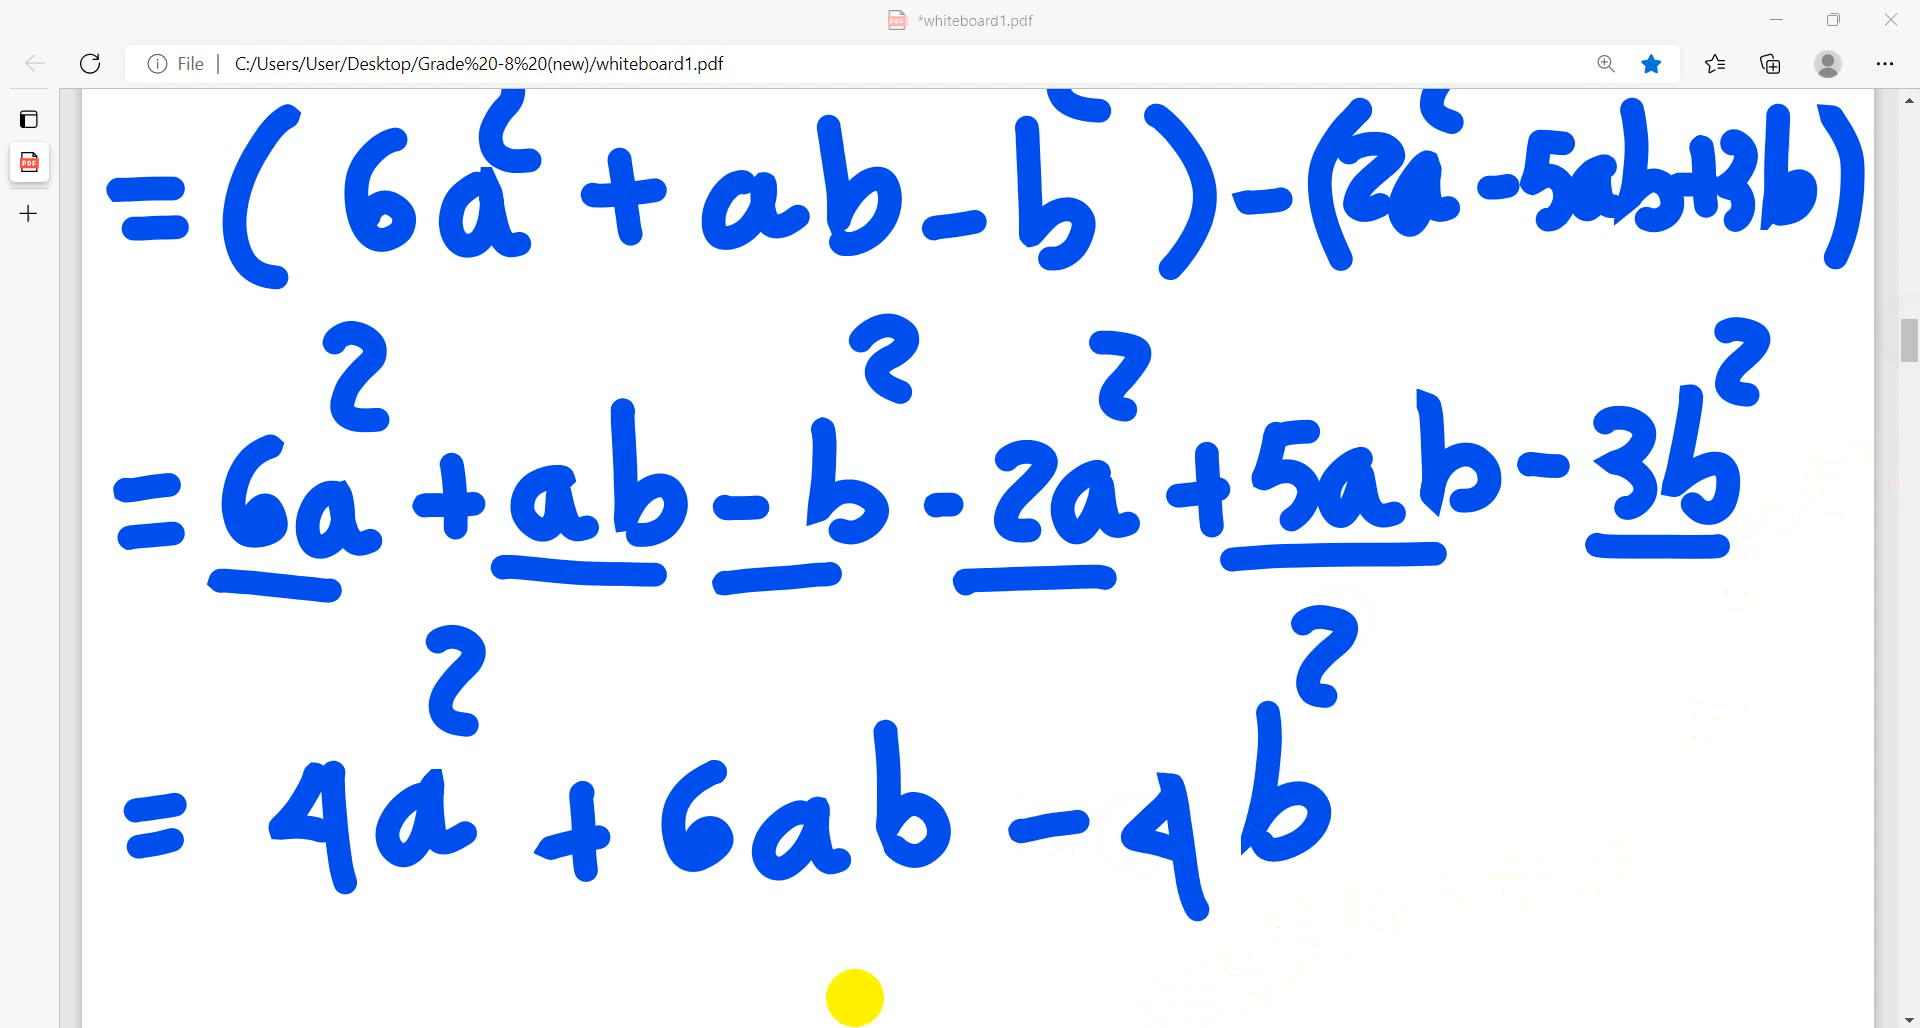 *whiteboard1.pdf
File | C:/Users/User/Desktop/Grade%20-8%20(new)/whiteboard1.pdf
= (6a² + ab - b²) - (2a² - 5ab + 3b)
= 6a² + ab - b² - 2a² + 5ab - 3b²
= 4a² + 6ab - 4b²